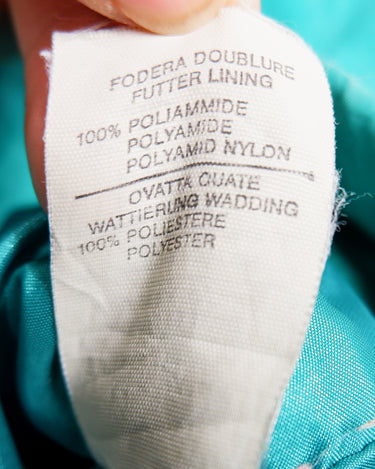 FODERA DOUBLURE
FUTTER LINING
100% POLIAMMIDE
POLYAMIDE
POLYAMID NYLON
OVATTA OUATE
WATTIERUNG WADDING
100% POLIESTERE
POLYESTER